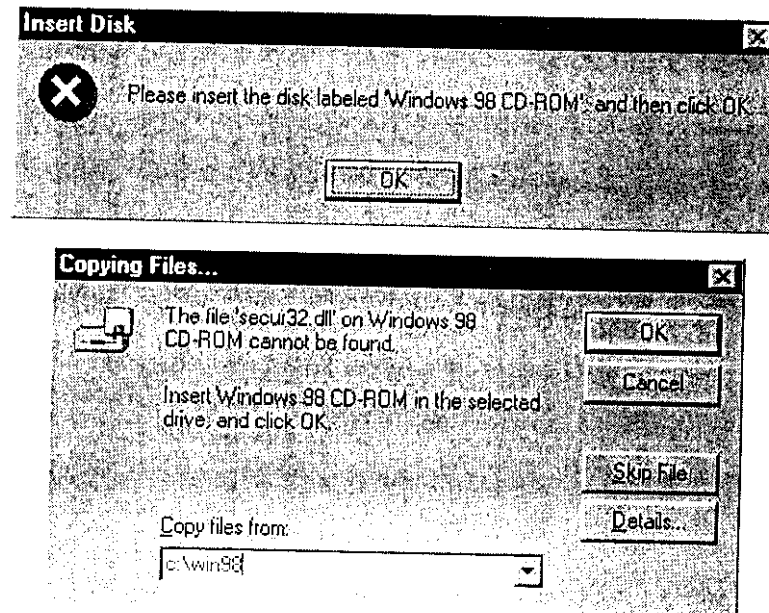 Insert Disk
Please insert the disk labeled 'Windows 98 CD-ROM', and then click OK.
OK
Copying Files...
The file 'secur32.dll' on Windows 98
CD-ROM cannot be found.
Insert Windows 98 CD-ROM in the selected
drive, and click OK.
Copy files from:
c:\win98
OK
Cancel
Skip File
Details...